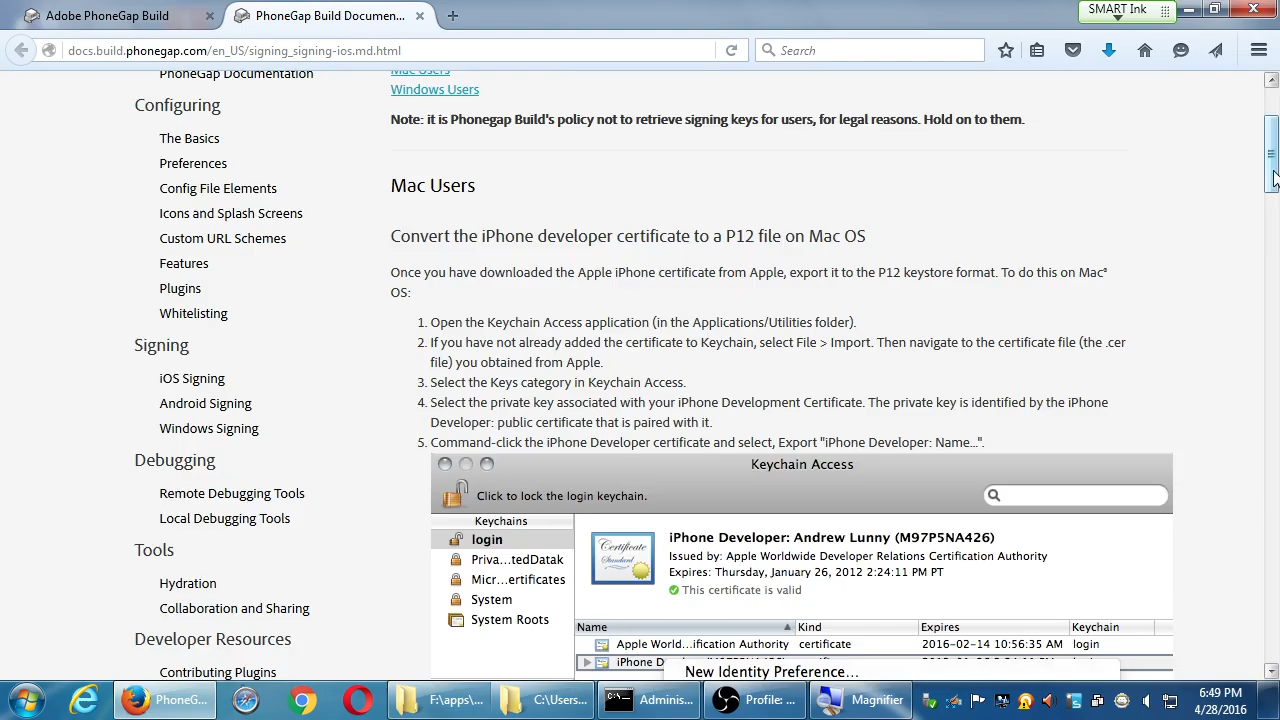 Adobe PhoneGap Build
PhoneGap Build Documen...
SMART Ink
docs.build.phonegap.com/en_US/signing_signing-ios.md.html
Search
PhoneGap Documentation
Configuring
The Basics
Preferences
Config File Elements
Icons and Splash Screens
Custom URL Schemes
Features
Plugins
Whitelisting
Signing
iOS Signing
Android Signing
Windows Signing
Debugging
Remote Debugging Tools
Local Debugging Tools
Tools
Hydration
Collaboration and Sharing
Developer Resources
Contributing Plugins
Mac Users
Windows Users
Note: it is Phonegap Build's policy not to retrieve signing keys for users, for legal reasons. Hold on to them.
Mac Users
Convert the iPhone developer certificate to a P12 file on Mac OS
Once you have downloaded the Apple iPhone certificate from Apple, export it to the P12 keystore format. To do this on Mac®
OS:
1. Open the Keychain Access application (in the Applications/Utilities folder).
2. If you have not already added the certificate to Keychain, select File > Import. Then navigate to the certificate file (the .cer
file) you obtained from Apple.
3. Select the Keys category in Keychain Access.
4. Select the private key associated with your iPhone Development Certificate. The private key is identified by the iPhone
Developer: public certificate that is paired with it.
5. Command-click the iPhone Developer certificate and select, Export "iPhone Developer: Name...".
Keychain Access
Click to lock the login keychain.
Keychains
login
Priva...tedDatak
Micr...ertificates
System
System Roots
Certificate
Standard
iPhone Developer: Andrew Lunny (M97P5NA426)
Issued by: Apple Worldwide Developer Relations Certification Authority
Expires: Thursday, January 26, 2012 2:24:11 PM PT
This certificate is valid
Name Kind Expires Keychain
Apple World...ification Authority certificate 2016-02-14 10:56:35 AM login
iPhone D
New Identity Preference...
PhoneG...
F:\apps\...
C:\Users...
Adminis...
Profile: ...
Magnifier
6:49 PM
4/28/2016